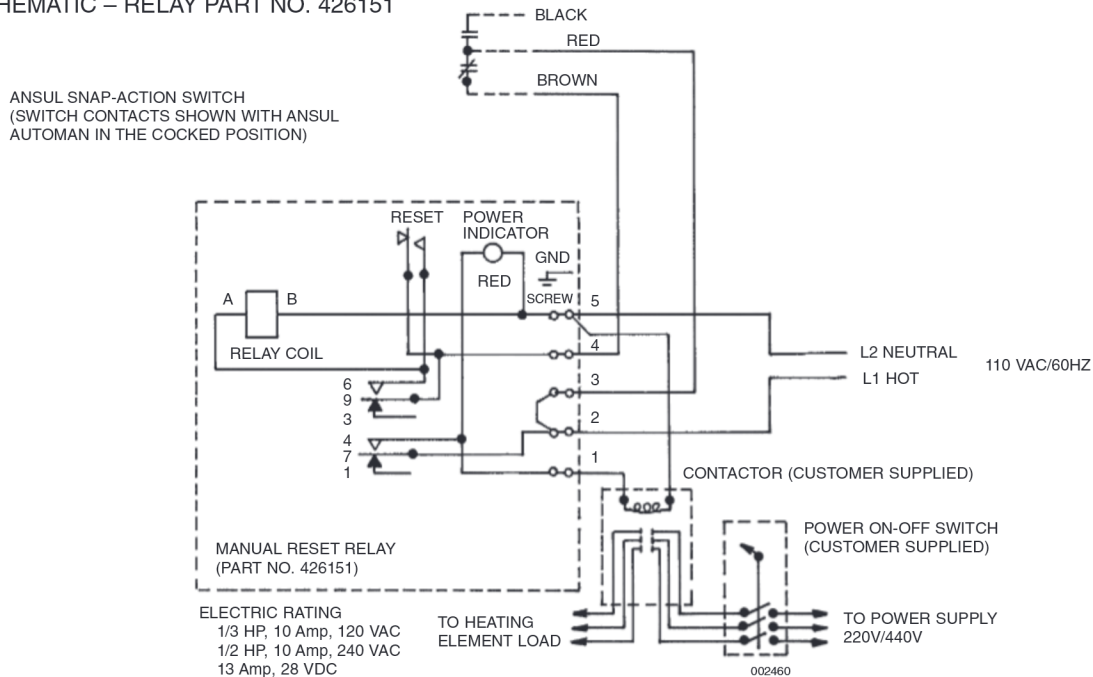 HEMATIC – RELAY PART NO. 426151
BLACK
RED
BROWN
ANSUL SNAP-ACTION SWITCH
(SWITCH CONTACTS SHOWN WITH ANSUL
AUTOMAN IN THE COCKED POSITION)
RESET
POWER
INDICATOR
RED
GND
SCREW
5
A
B
RELAY COIL
4
3
2
1
6
9
3
4
7
1
L2 NEUTRAL
L1 HOT
110 VAC/60HZ
CONTACTOR (CUSTOMER SUPPLIED)
POWER ON-OFF SWITCH
(CUSTOMER SUPPLIED)
MANUAL RESET RELAY
(PART NO. 426151)
ELECTRIC RATING
1/3 HP, 10 Amp, 120 VAC
1/2 HP, 10 Amp, 240 VAC
13 Amp, 28 VDC
TO HEATING
ELEMENT LOAD
TO POWER SUPPLY
220V/440V
002460